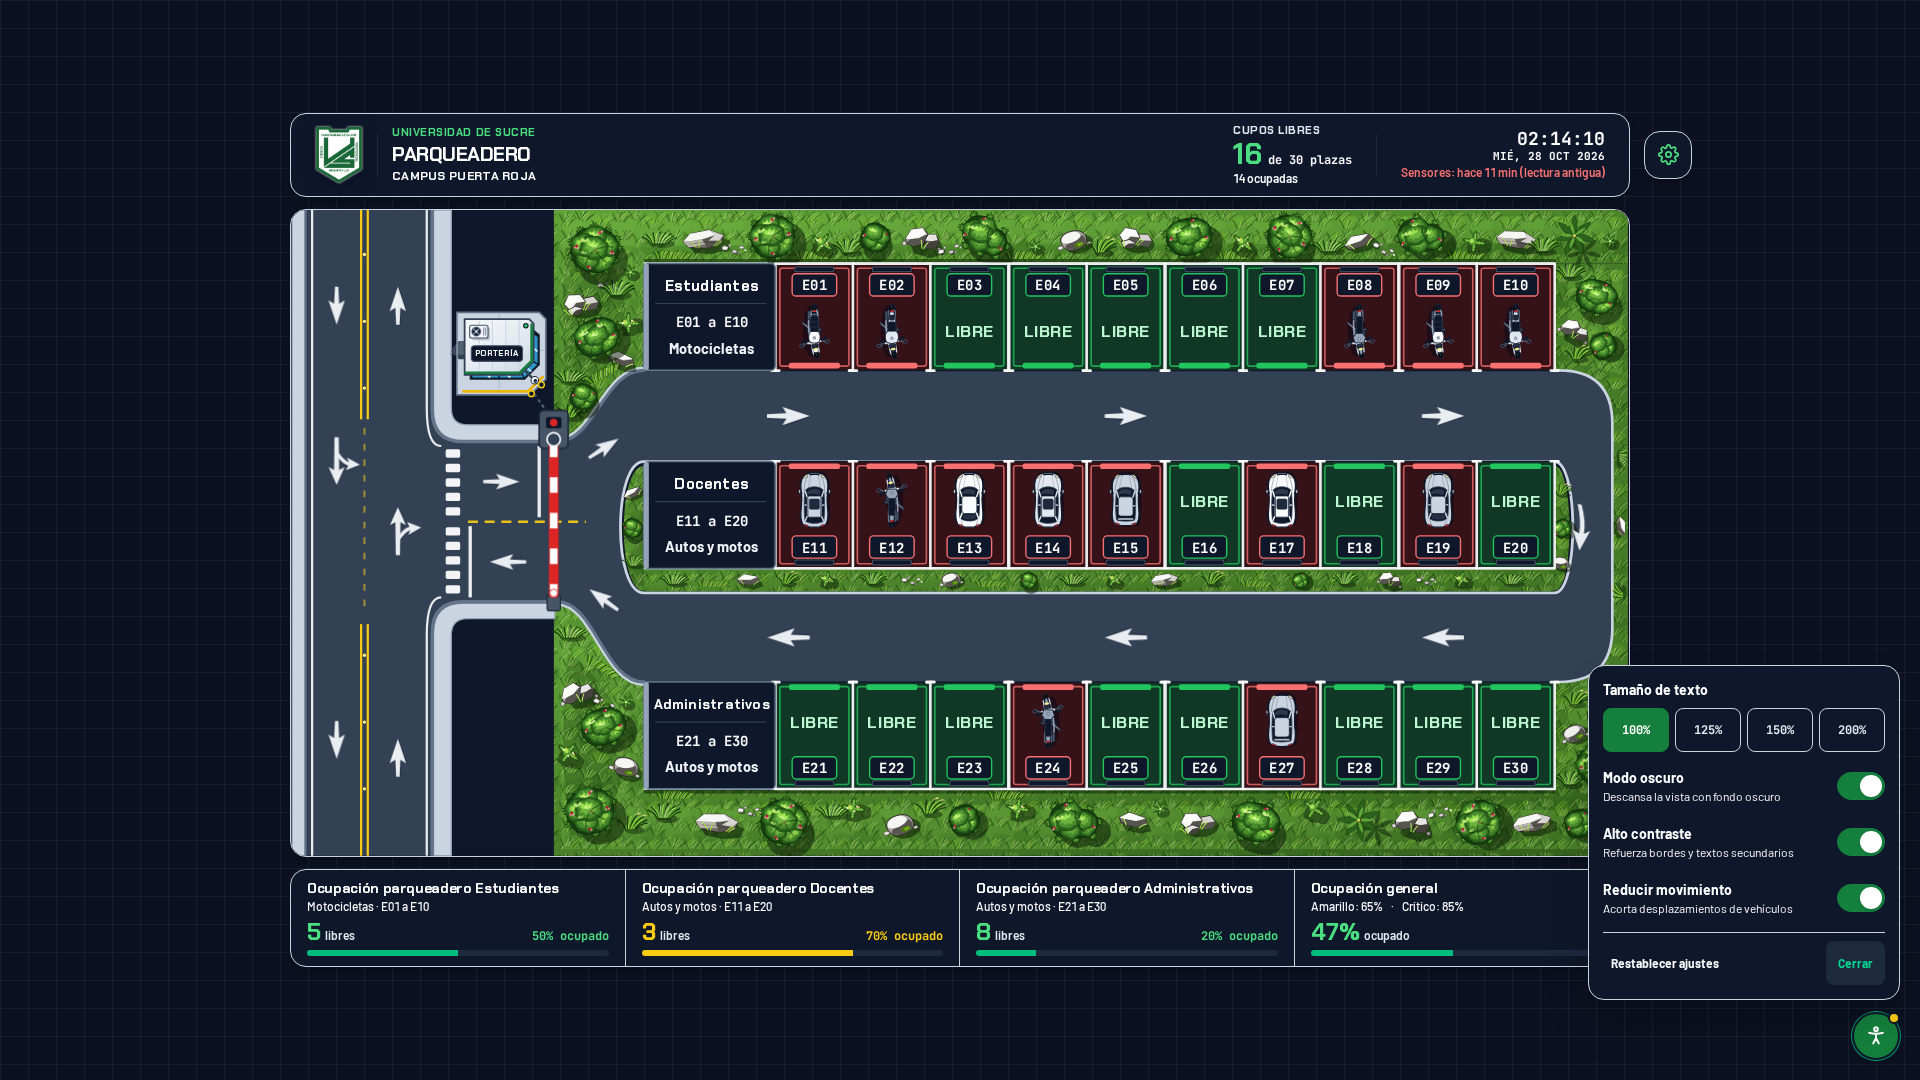 UNIVERSIDAD DE SUCRE
PARQUEADERO
CAMPUS PUERTA ROJA
CUPOS LIBRES
16 de 30 plazas
14 ocupadas
02:14:10
MIÉ, 28 OCT 2026
Sensores: hace 11 min (lectura antigua)
PORTERÍA
Estudiantes
E01 a E10
Motocicletas
E01 E02 E03 E04 E05 E06 E07 E08 E09 E10
LIBRE LIBRE LIBRE LIBRE LIBRE
Docentes
E11 a E20
Autos y motos
LIBRE LIBRE LIBRE
E11 E12 E13 E14 E15 E16 E17 E18 E19 E20
Administrativos
E21 a E30
Autos y motos
LIBRE LIBRE LIBRE LIBRE LIBRE LIBRE LIBRE LIBRE
E21 E22 E23 E24 E25 E26 E27 E28 E29 E30
Ocupación parqueadero Estudiantes
Motocicletas · E01 a E10
5 libres
50% ocupado
Ocupación parqueadero Docentes
Autos y motos · E11 a E20
3 libres
70% ocupado
Ocupación parqueadero Administrativos
Autos y motos · E21 a E30
8 libres
20% ocupado
Ocupación general
Amarillo: 65% · Crítico: 85%
47% ocupado
Tamaño de texto
100% 125% 150% 200%
Modo oscuro
Descansa la vista con fondo oscuro
Alto contraste
Refuerza bordes y textos secundarios
Reducir movimiento
Acorta desplazamientos de vehículos
Restablecer ajustes
Cerrar